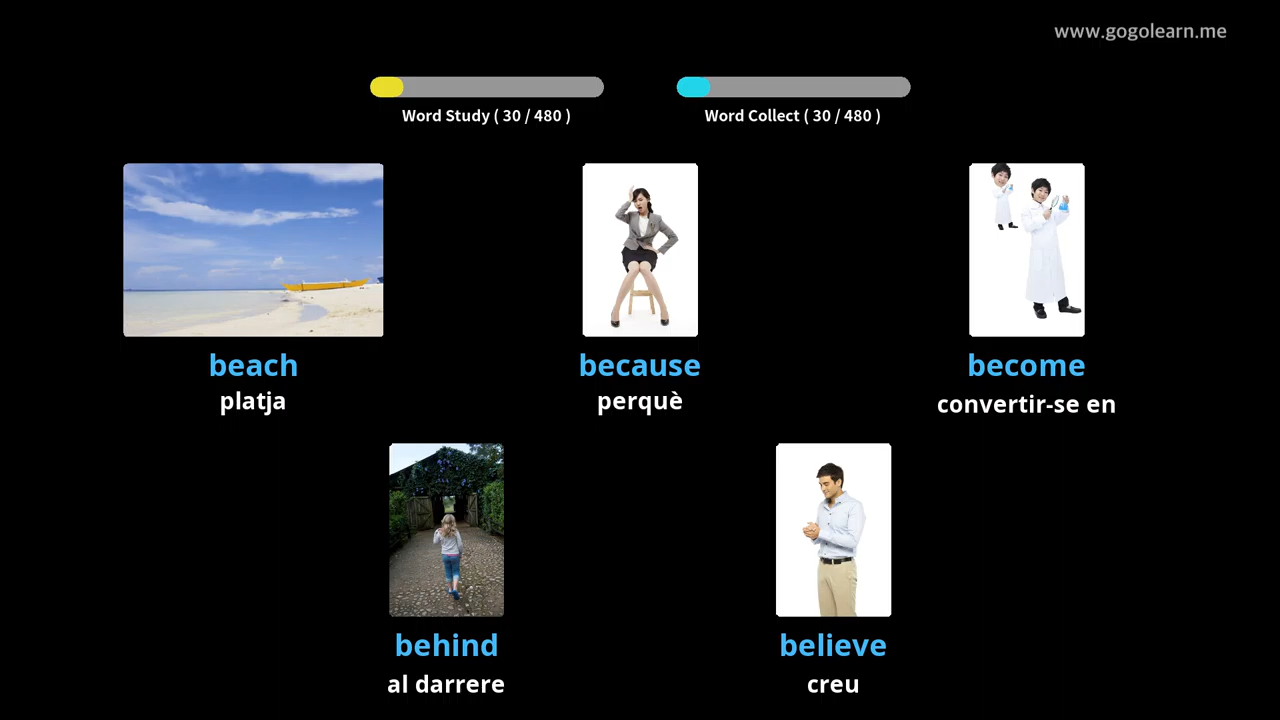 www.gogolearn.me
Word Study ( 30 / 480 )
Word Collect ( 30 / 480 )
beach
platja
because
perquè
become
convertir-se en
behind
al darrere
believe
creu